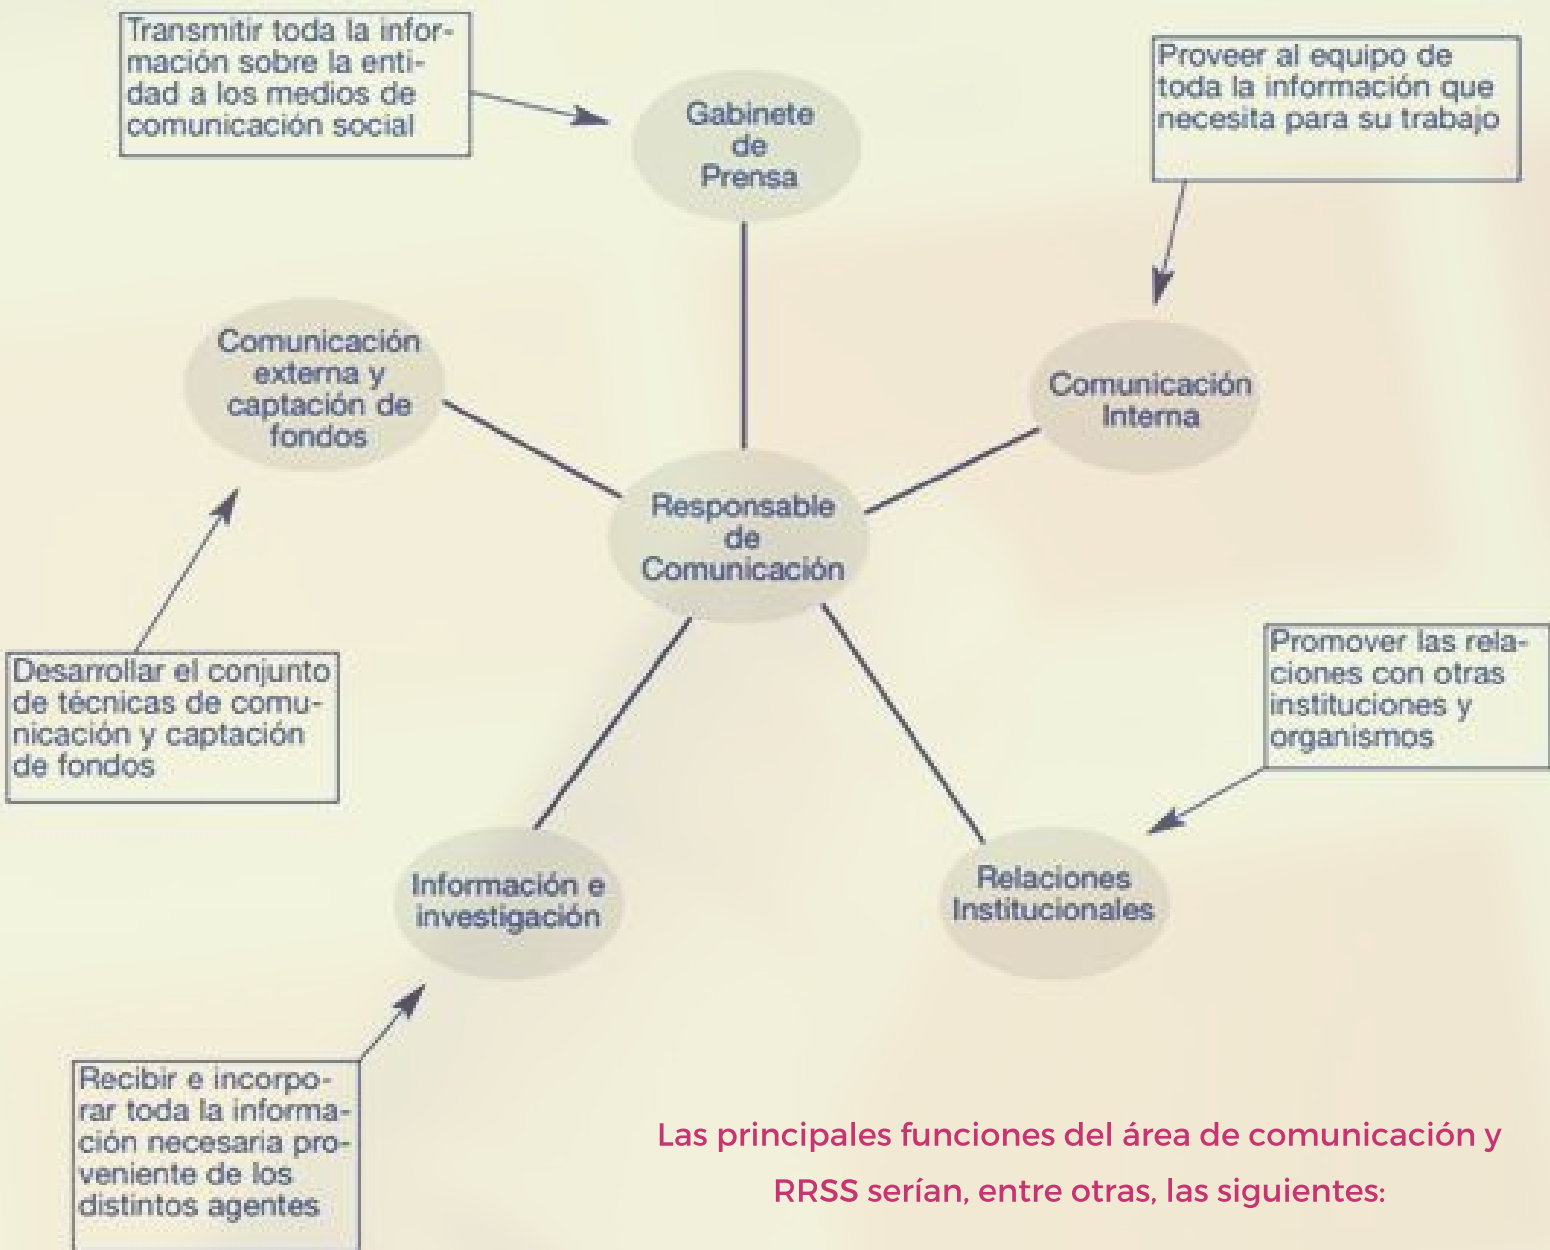 Transmitir toda la infor-
mación sobre la enti-
dad a los medios de
comunicación social
Gabinete
de
Prensa
Proveer al equipo de
toda la información que
necesita para su trabajo
Comunicación
externa y
captación de
fondos
Comunicación
Interna
Responsable
de
Comunicación
Desarrollar el conjunto
de técnicas de comu-
nicación y captación
de fondos
Promover las rela-
ciones con otras
instituciones y
organismos
Información e
investigación
Relaciones
Institucionales
Recibir e incorpo-
rar toda la informa-
ción necesaria pro-
veniente de los
distintos agentes
Las principales funciones del área de comunicación y
RRSS serían, entre otras, las siguientes: